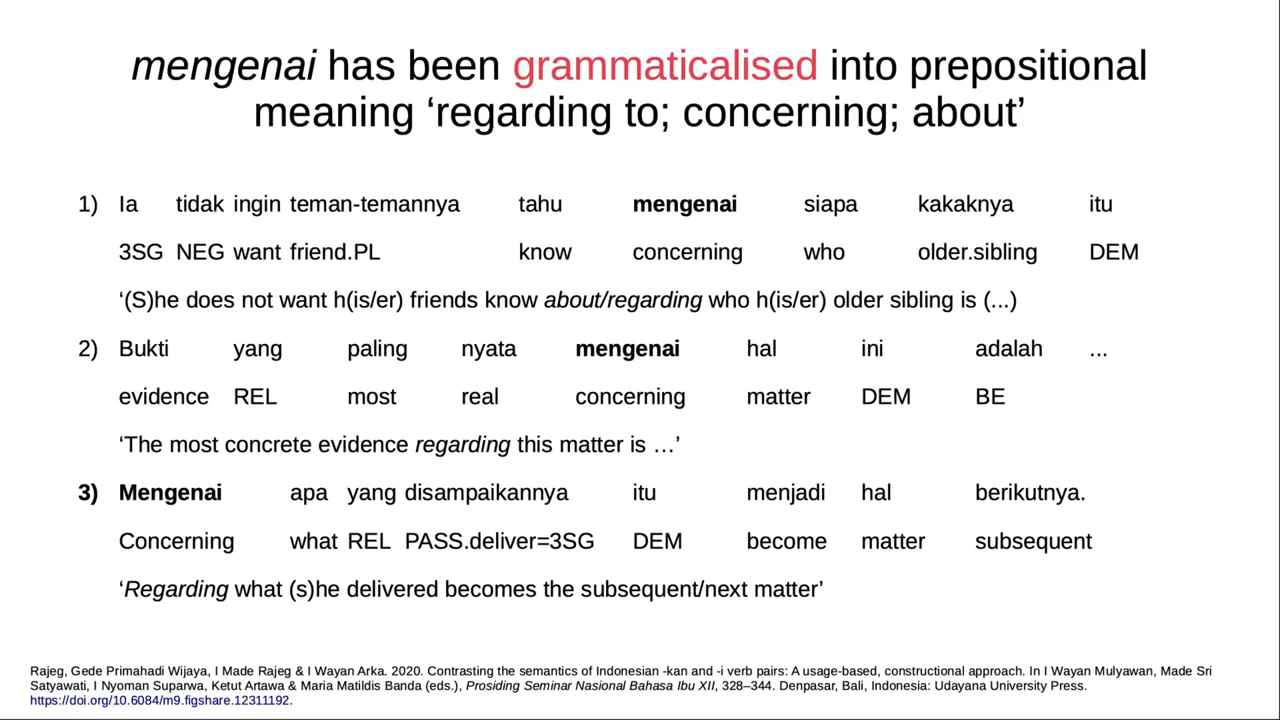 mengenai has been grammaticalised into prepositional
meaning ‘regarding to; concerning; about’
1) Ia tidak ingin teman-temannya tahu mengenai siapa kakaknya itu
3SG NEG want friend.PL know concerning who older.sibling DEM
‘(S)he does not want h(is/er) friends know about/regarding who h(is/er) older sibling is (...)
2) Bukti yang paling nyata mengenai hal ini adalah ...
evidence REL most real concerning matter DEM BE
‘The most concrete evidence regarding this matter is …’
3) Mengenai apa yang disampaikannya itu menjadi hal berikutnya.
Concerning what REL PASS.deliver=3SG DEM become matter subsequent
‘Regarding what (s)he delivered becomes the subsequent/next matter’
Rajeg, Gede Primahadi Wijaya, I Made Rajeg & I Wayan Arka. 2020. Contrasting the semantics of Indonesian -kan and -i verb pairs: A usage-based, constructional approach. In I Wayan Mulyawan, Made Sri
Satyawati, I Nyoman Suparwa, Ketut Artawa & Maria Matildis Banda (eds.), Prosiding Seminar Nasional Bahasa Ibu XII, 328–344. Denpasar, Bali, Indonesia: Udayana University Press.
https://doi.org/10.6084/m9.figshare.12311192.